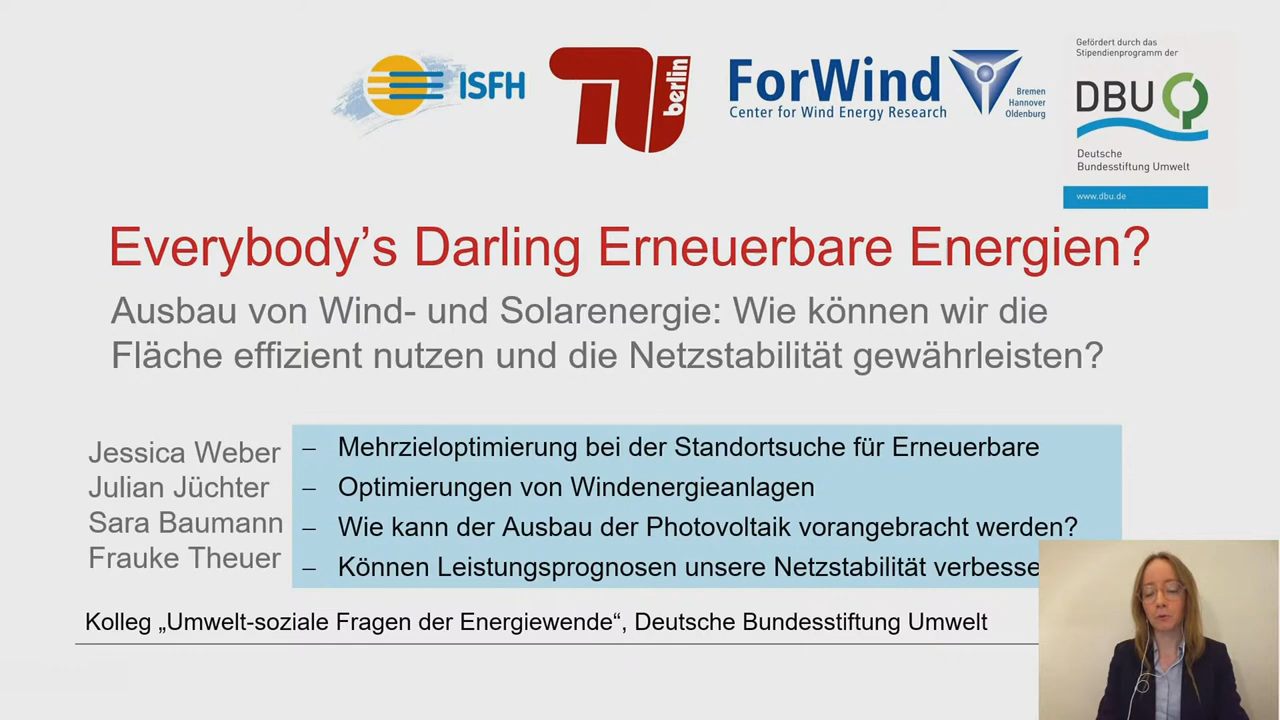 ISFH
TU berlin
ForWind
Center for Wind Energy Research
Bremen
Hannover
Oldenburg
Gefördert durch das
Stipendienprogramm der
DBU
Deutsche
Bundesstiftung Umwelt
www.dbu.de
Everybody’s Darling Erneuerbare Energien?
Ausbau von Wind- und Solarenergie: Wie können wir die
Fläche effizient nutzen und die Netzstabilität gewährleisten?
Jessica Weber
– Mehrzieloptimierung bei der Standortsuche für Erneuerbare
Julian Jüchter
– Optimierungen von Windenergieanlagen
Sara Baumann
– Wie kann der Ausbau der Photovoltaik vorangebracht werden?
Frauke Theuer
– Können Leistungsprognosen unsere Netzstabilität verbesse
Kolleg „Umwelt-soziale Fragen der Energiewende“, Deutsche Bundesstiftung Umwelt